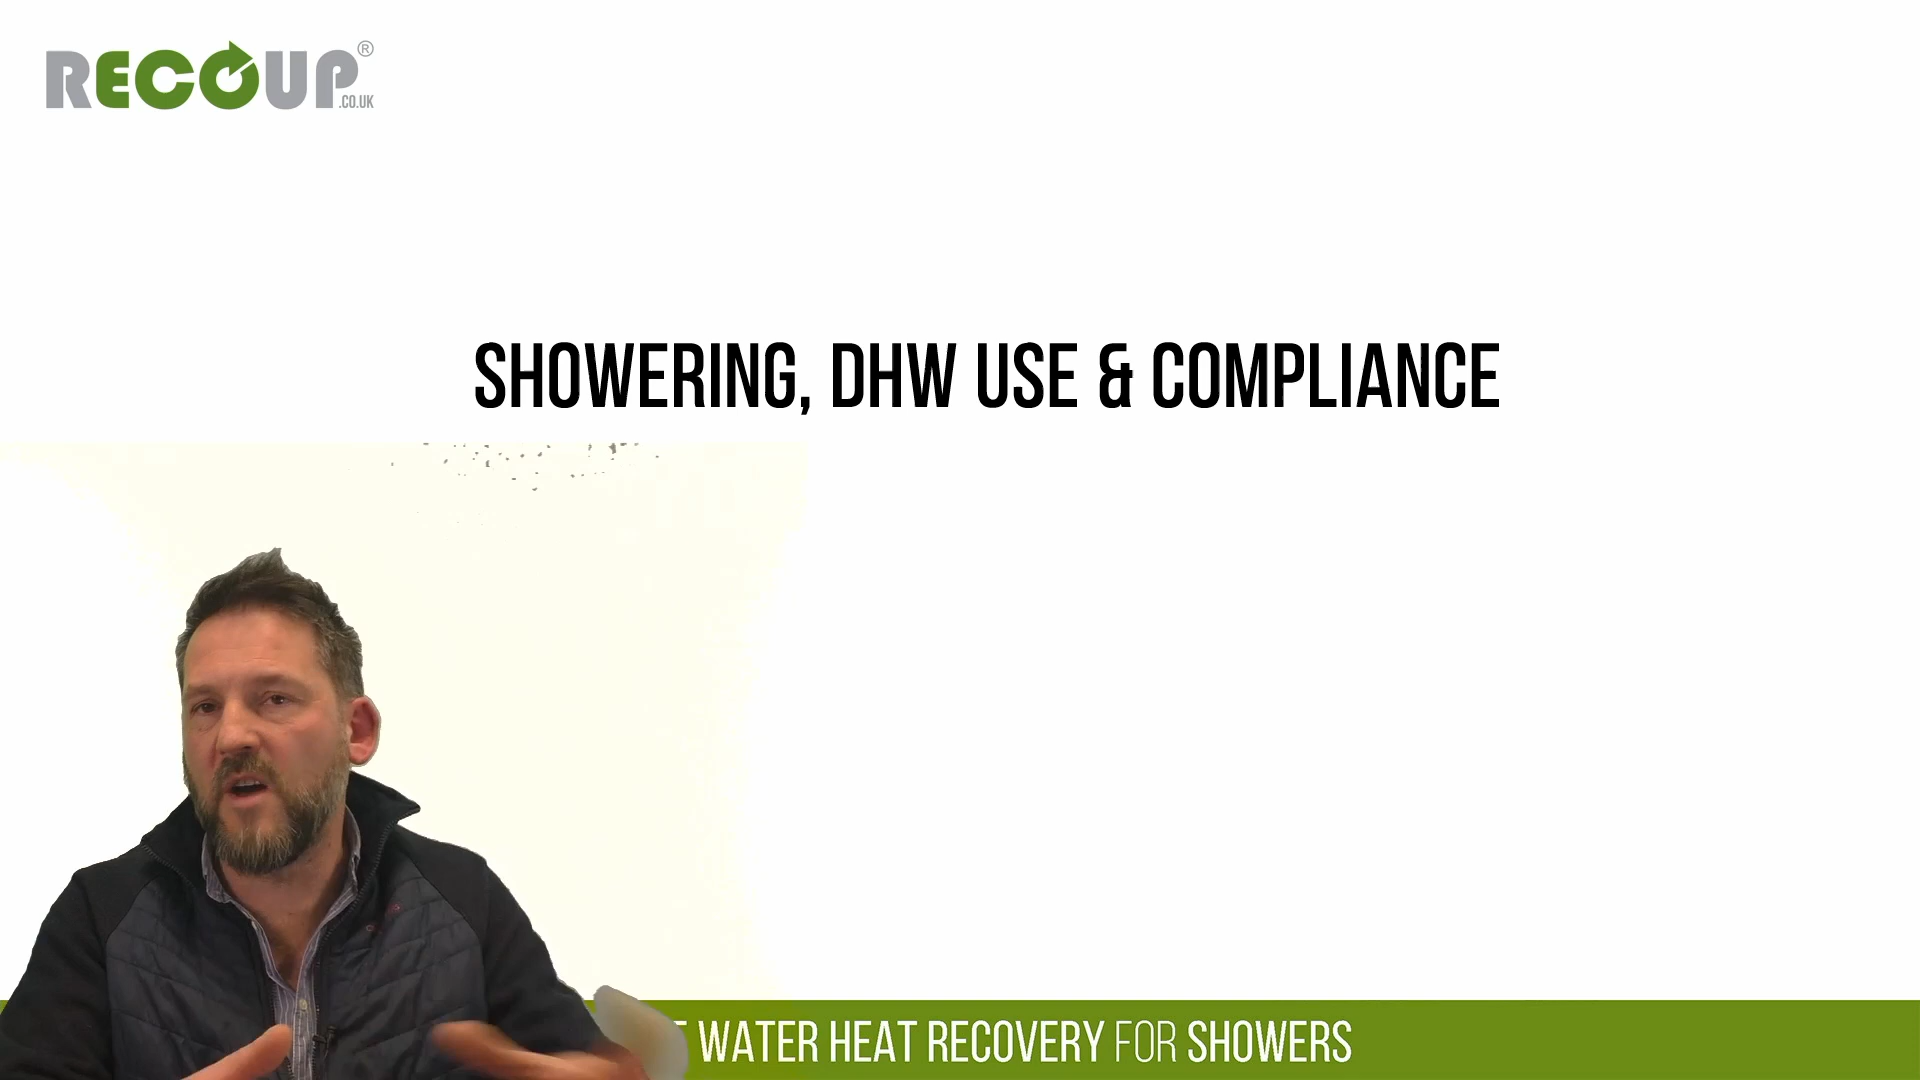 RECOUP®
.CO.UK
SHOWERING, DHW USE & COMPLIANCE
WATER HEAT RECOVERY FOR SHOWERS